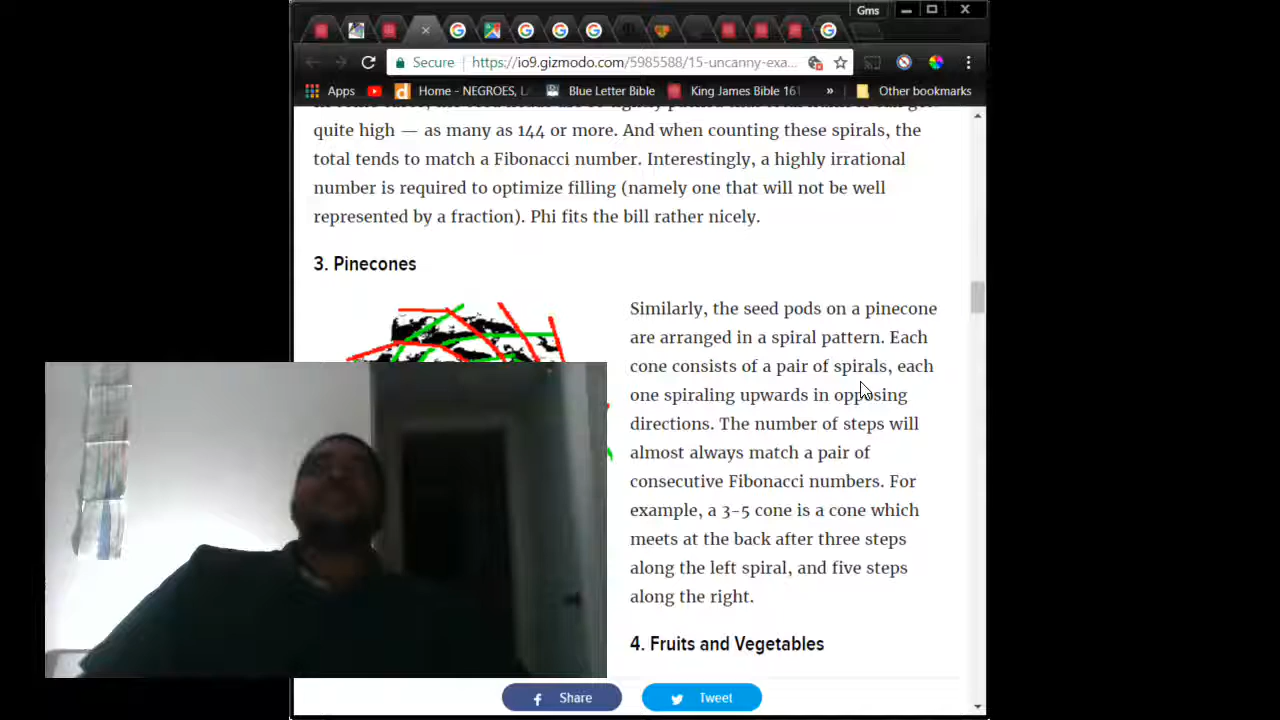 Gms
Secure
https://io9.gizmodo.com/5985588/15-uncanny-exa...
Apps
Home - NEGROES, LA
Blue Letter Bible
King James Bible 161
»
Other bookmarks
quite high — as many as 144 or more. And when counting these spirals, the
total tends to match a Fibonacci number. Interestingly, a highly irrational
number is required to optimize filling (namely one that will not be well
represented by a fraction). Phi fits the bill rather nicely.
3. Pinecones
Similarly, the seed pods on a pinecone
are arranged in a spiral pattern. Each
cone consists of a pair of spirals, each
one spiraling upwards in opposing
directions. The number of steps will
almost always match a pair of
consecutive Fibonacci numbers. For
example, a 3-5 cone is a cone which
meets at the back after three steps
along the left spiral, and five steps
along the right.
4. Fruits and Vegetables
Share
Tweet